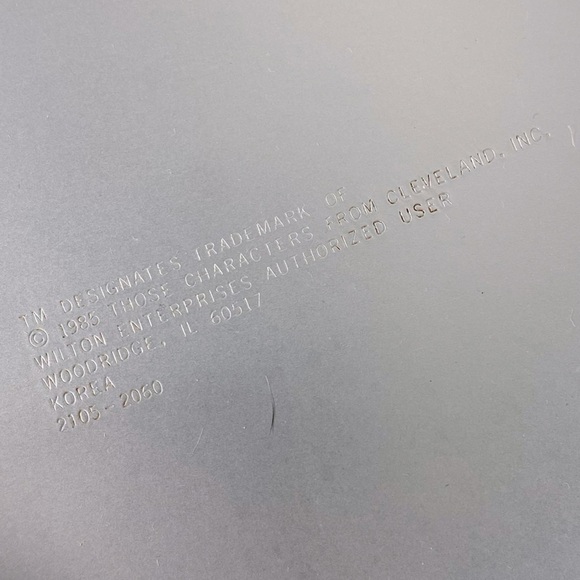 TM DESIGNATES TRADEMARK OF
© 1985 THOSE CHARACTERS FROM CLEVELAND, INC.
WILTON ENTERPRISES AUTHORIZED USER
WOODRIDGE, IL 60517
KOREA
2105-2060